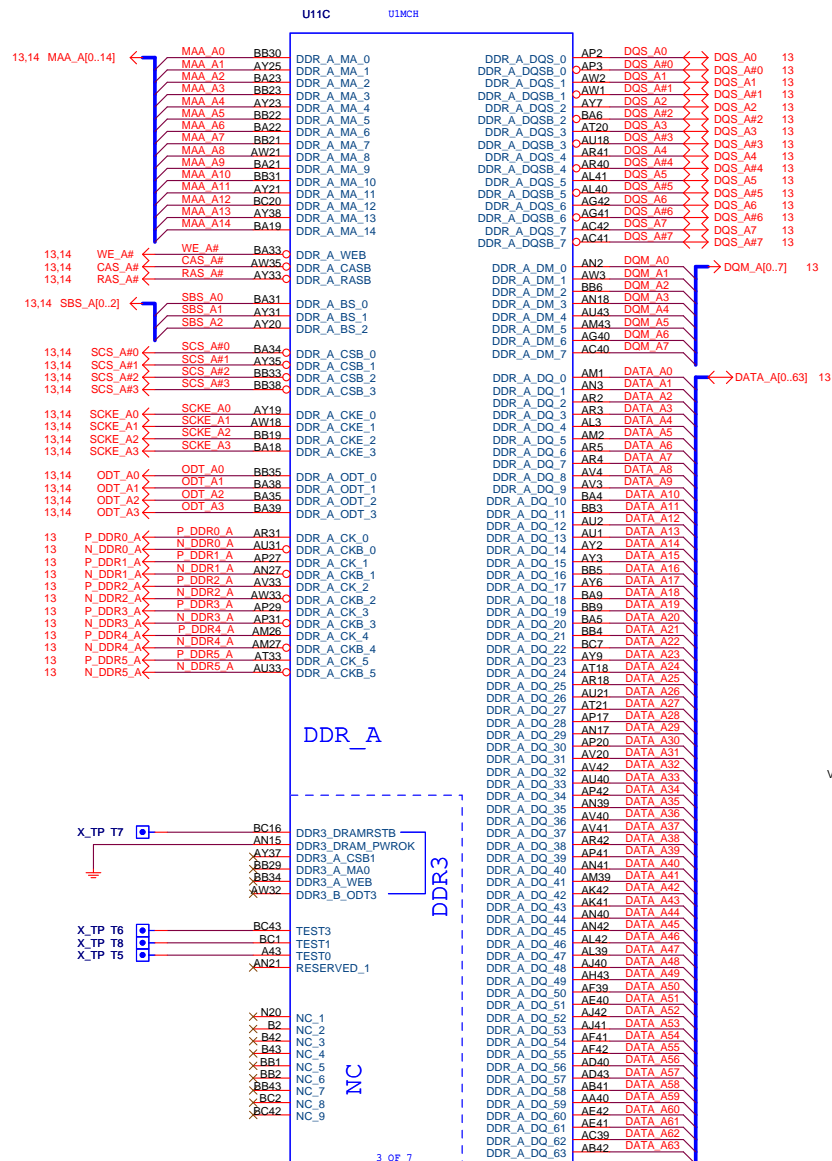 U11C U1MCH
13,14 MAA_A[0..14]
MAA_A0 BB30 DDR_A_MA_0
MAA_A1 AY25 DDR_A_MA_1
MAA_A2 BA23 DDR_A_MA_2
MAA_A3 BB23 DDR_A_MA_3
MAA_A4 AY23 DDR_A_MA_4
MAA_A5 BB22 DDR_A_MA_5
MAA_A6 BA22 DDR_A_MA_6
MAA_A7 BB21 DDR_A_MA_7
MAA_A8 AW21 DDR_A_MA_8
MAA_A9 BA21 DDR_A_MA_9
MAA_A10 BB31 DDR_A_MA_10
MAA_A11 AY21 DDR_A_MA_11
MAA_A12 BC20 DDR_A_MA_12
MAA_A13 AY38 DDR_A_MA_13
MAA_A14 BA19 DDR_A_MA_14
13,14 WE_A# WE_A# BA33 DDR_A_WEB
13,14 CAS_A# CAS_A# AW35 DDR_A_CASB
13,14 RAS_A# RAS_A# AY33 DDR_A_RASB
13,14 SBS_A[0..2]
SBS_A0 BA31 DDR_A_BS_0
SBS_A1 AY31 DDR_A_BS_1
SBS_A2 AY20 DDR_A_BS_2
13,14 SCS_A#0 SCS_A#0 BA34 DDR_A_CSB_0
13,14 SCS_A#1 SCS_A#1 AY35 DDR_A_CSB_1
13,14 SCS_A#2 SCS_A#2 BB33 DDR_A_CSB_2
13,14 SCS_A#3 SCS_A#3 BB38 DDR_A_CSB_3
13,14 SCKE_A0 SCKE_A0 AY19 DDR_A_CKE_0
13,14 SCKE_A1 SCKE_A1 AW18 DDR_A_CKE_1
13,14 SCKE_A2 SCKE_A2 BB19 DDR_A_CKE_2
13,14 SCKE_A3 SCKE_A3 BA18 DDR_A_CKE_3
13,14 ODT_A0 ODT_A0 BB35 DDR_A_ODT_0
13,14 ODT_A1 ODT_A1 BA38 DDR_A_ODT_1
13,14 ODT_A2 ODT_A2 BA35 DDR_A_ODT_2
13,14 ODT_A3 ODT_A3 BA39 DDR_A_ODT_3
13 P_DDR0_A P_DDR0_A AR31 DDR_A_CK_0
13 N_DDR0_A N_DDR0_A AU31 DDR_A_CKB_0
13 P_DDR1_A P_DDR1_A AP27 DDR_A_CK_1
13 N_DDR1_A N_DDR1_A AN27 DDR_A_CKB_1
13 P_DDR2_A P_DDR2_A AV33 DDR_A_CK_2
13 N_DDR2_A N_DDR2_A AW33 DDR_A_CKB_2
13 P_DDR3_A P_DDR3_A AP29 DDR_A_CK_3
13 N_DDR3_A N_DDR3_A AP31 DDR_A_CKB_3
13 P_DDR4_A P_DDR4_A AM26 DDR_A_CK_4
13 N_DDR4_A N_DDR4_A AM27 DDR_A_CKB_4
13 P_DDR5_A P_DDR5_A AT33 DDR_A_CK_5
13 N_DDR5_A N_DDR5_A AU33 DDR_A_CKB_5
DDR_A
X_TP T7 BC16 DDR3_DRAMRSTB
AN15 DDR3_DRAM_PWROK
AY37 DDR3_A_CSB1
BB29 DDR3_A_MA0
BB34 DDR3_A_WEB
AW32 DDR3_B_ODT3
DDR3
X_TP T6 BC43 TEST3
X_TP T8 BC1 TEST1
X_TP T5 A43 TEST0
AN21 RESERVED_1
N20 NC_1
B2 NC_2
B42 NC_3
B43 NC_4
BB1 NC_5
BB2 NC_6
BB43 NC_7
BC2 NC_8
BC42 NC_9
NC
3 OF 7
DDR_A_DQS_0 AP2 DQS_A0 DQS_A0 13
DDR_A_DQSB_0 AP3 DQS_A#0 DQS_A#0 13
DDR_A_DQS_1 AW2 DQS_A1 DQS_A1 13
DDR_A_DQSB_1 AW1 DQS_A#1 DQS_A#1 13
DDR_A_DQS_2 AY7 DQS_A2 DQS_A2 13
DDR_A_DQSB_2 BA6 DQS_A#2 DQS_A#2 13
DDR_A_DQS_3 AT20 DQS_A3 DQS_A3 13
DDR_A_DQSB_3 AU18 DQS_A#3 DQS_A#3 13
DDR_A_DQS_4 AR41 DQS_A4 DQS_A4 13
DDR_A_DQSB_4 AR40 DQS_A#4 DQS_A#4 13
DDR_A_DQS_5 AL41 DQS_A5 DQS_A5 13
DDR_A_DQSB_5 AL40 DQS_A#5 DQS_A#5 13
DDR_A_DQS_6 AG42 DQS_A6 DQS_A6 13
DDR_A_DQSB_6 AG41 DQS_A#6 DQS_A#6 13
DDR_A_DQS_7 AC42 DQS_A7 DQS_A7 13
DDR_A_DQSB_7 AC41 DQS_A#7 DQS_A#7 13
DQM_A[0..7] 13
DDR_A_DM_0 AN2 DQM_A0
DDR_A_DM_1 AW3 DQM_A1
DDR_A_DM_2 BB6 DQM_A2
DDR_A_DM_3 AN18 DQM_A3
DDR_A_DM_4 AU43 DQM_A4
DDR_A_DM_5 AM43 DQM_A5
DDR_A_DM_6 AG40 DQM_A6
DDR_A_DM_7 AC40 DQM_A7
DATA_A[0..63] 13
DDR_A_DQ_0 AM1 DATA_A0
DDR_A_DQ_1 AN3 DATA_A1
DDR_A_DQ_2 AR2 DATA_A2
DDR_A_DQ_3 AR3 DATA_A3
DDR_A_DQ_4 AL3 DATA_A4
DDR_A_DQ_5 AM2 DATA_A5
DDR_A_DQ_6 AR5 DATA_A6
DDR_A_DQ_7 AR4 DATA_A7
DDR_A_DQ_8 AV4 DATA_A8
DDR_A_DQ_9 AV3 DATA_A9
DDR_A_DQ_10 BA4 DATA_A10
DDR_A_DQ_11 BB3 DATA_A11
DDR_A_DQ_12 AU2 DATA_A12
DDR_A_DQ_13 AU1 DATA_A13
DDR_A_DQ_14 AY2 DATA_A14
DDR_A_DQ_15 AY3 DATA_A15
DDR_A_DQ_16 BB5 DATA_A16
DDR_A_DQ_17 AY6 DATA_A17
DDR_A_DQ_18 BA9 DATA_A18
DDR_A_DQ_19 BB9 DATA_A19
DDR_A_DQ_20 BA5 DATA_A20
DDR_A_DQ_21 BB4 DATA_A21
DDR_A_DQ_22 BC7 DATA_A22
DDR_A_DQ_23 AY9 DATA_A23
DDR_A_DQ_24 AT18 DATA_A24
DDR_A_DQ_25 AR18 DATA_A25
DDR_A_DQ_26 AU21 DATA_A26
DDR_A_DQ_27 AT21 DATA_A27
DDR_A_DQ_28 AP17 DATA_A28
DDR_A_DQ_29 AN17 DATA_A29
DDR_A_DQ_30 AP20 DATA_A30
DDR_A_DQ_31 AV20 DATA_A31
DDR_A_DQ_32 AV42 DATA_A32
DDR_A_DQ_33 AU40 DATA_A33
DDR_A_DQ_34 AP42 DATA_A34
DDR_A_DQ_35 AN39 DATA_A35
DDR_A_DQ_36 AV40 DATA_A36
DDR_A_DQ_37 AV41 DATA_A37
DDR_A_DQ_38 AR42 DATA_A38
DDR_A_DQ_39 AP41 DATA_A39
DDR_A_DQ_40 AN41 DATA_A40
DDR_A_DQ_41 AM39 DATA_A41
DDR_A_DQ_42 AK42 DATA_A42
DDR_A_DQ_43 AK41 DATA_A43
DDR_A_DQ_44 AN40 DATA_A44
DDR_A_DQ_45 AN42 DATA_A45
DDR_A_DQ_46 AL42 DATA_A46
DDR_A_DQ_47 AL39 DATA_A47
DDR_A_DQ_48 AJ40 DATA_A48
DDR_A_DQ_49 AH43 DATA_A49
DDR_A_DQ_50 AF39 DATA_A50
DDR_A_DQ_51 AE40 DATA_A51
DDR_A_DQ_52 AJ42 DATA_A52
DDR_A_DQ_53 AJ41 DATA_A53
DDR_A_DQ_54 AF41 DATA_A54
DDR_A_DQ_55 AF42 DATA_A55
DDR_A_DQ_56 AD40 DATA_A56
DDR_A_DQ_57 AD43 DATA_A57
DDR_A_DQ_58 AB41 DATA_A58
DDR_A_DQ_59 AA40 DATA_A59
DDR_A_DQ_60 AE42 DATA_A60
DDR_A_DQ_61 AE41 DATA_A61
DDR_A_DQ_62 AC39 DATA_A62
DDR_A_DQ_63 AB42 DATA_A63
V